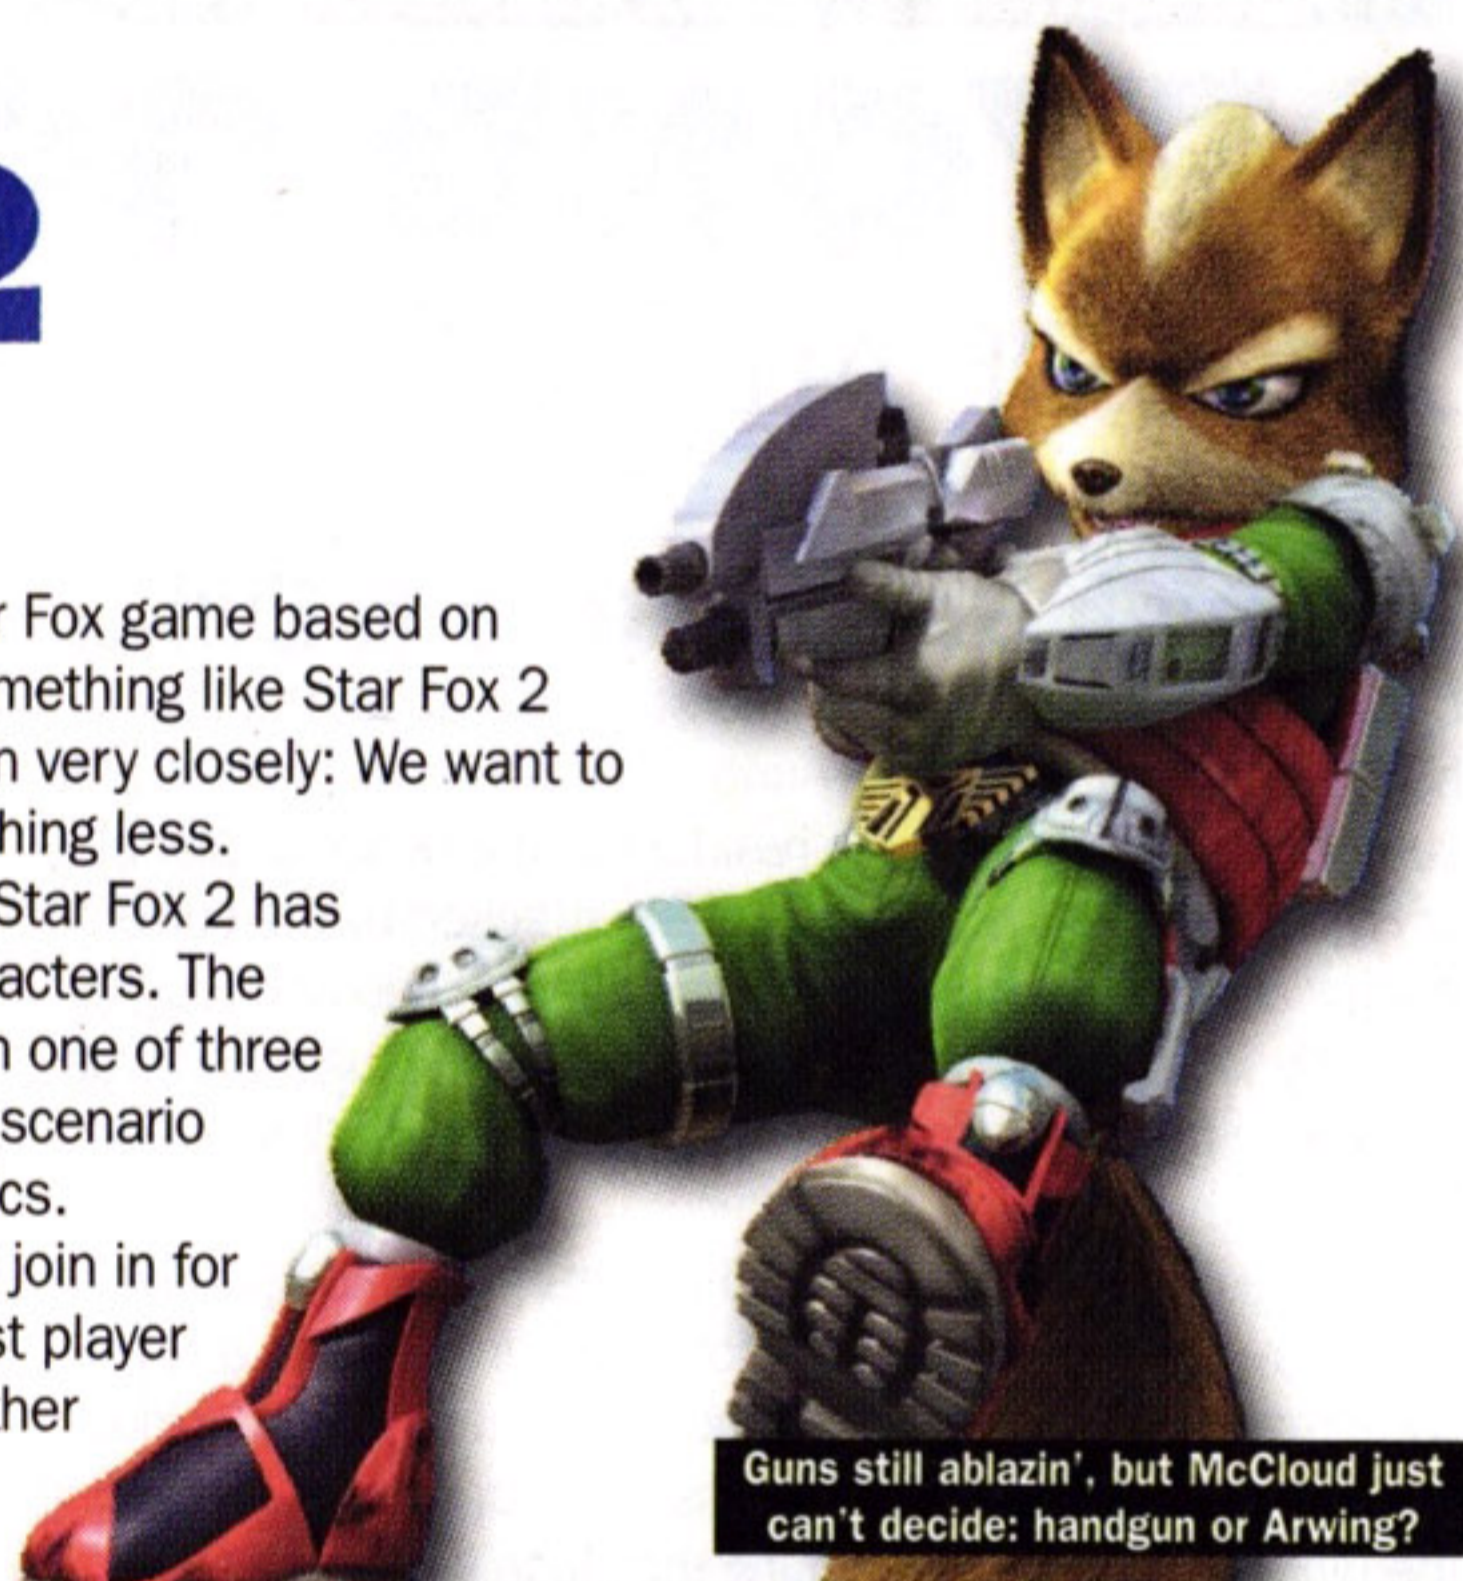 2
r Fox game based on
mething like Star Fox 2
n very closely: We want to
hing less.
Star Fox 2 has
acters. The
n one of three
scenario
cs.
join in for
st player
her
Guns still ablazin', but McCloud just
can't decide: handgun or Arwing?